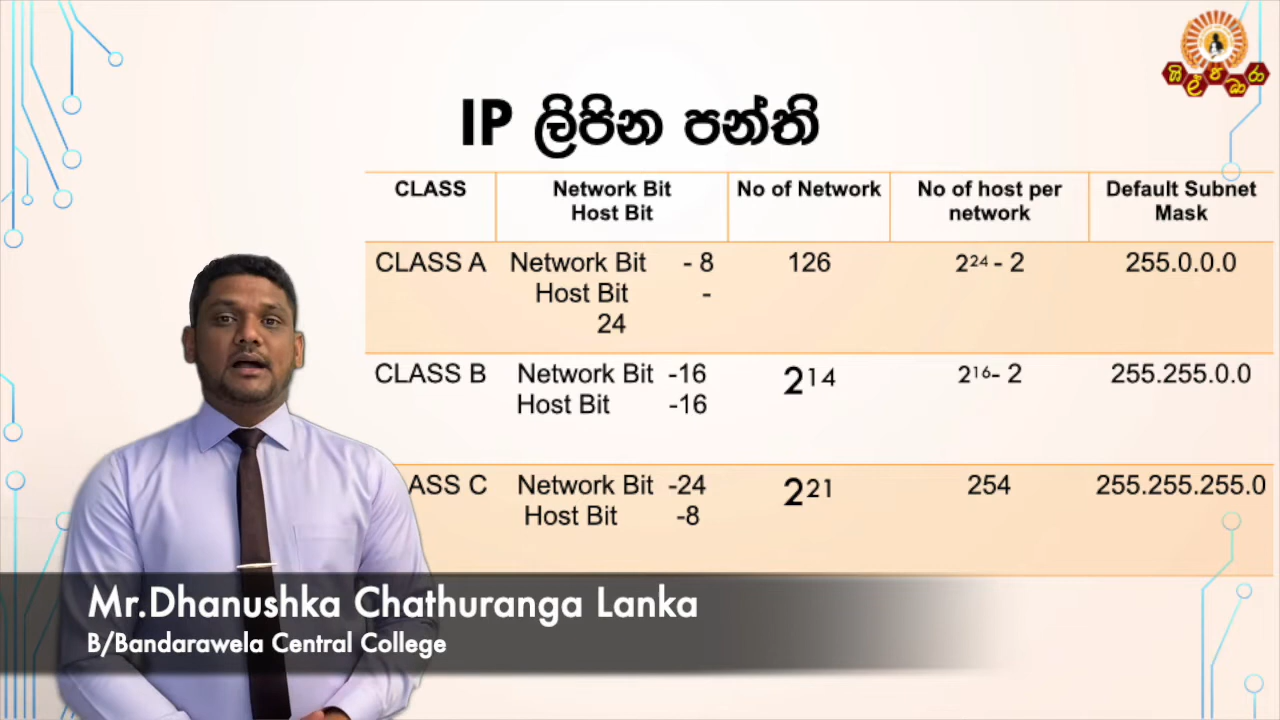 ශිල්ප බාරා
IP ලිපින පන්ති
CLASS Network Bit No of Network No of host per Default Subnet
Host Bit network Mask
CLASS A Network Bit - 8 126 2²⁴ - 2 255.0.0.0
Host Bit -
24
CLASS B Network Bit -16 2¹⁴ 2¹⁶- 2 255.255.0.0
Host Bit -16
ASS C Network Bit -24 2²¹ 254 255.255.255.0
Host Bit -8
Mr.Dhanushka Chathuranga Lanka
B/Bandarawela Central College